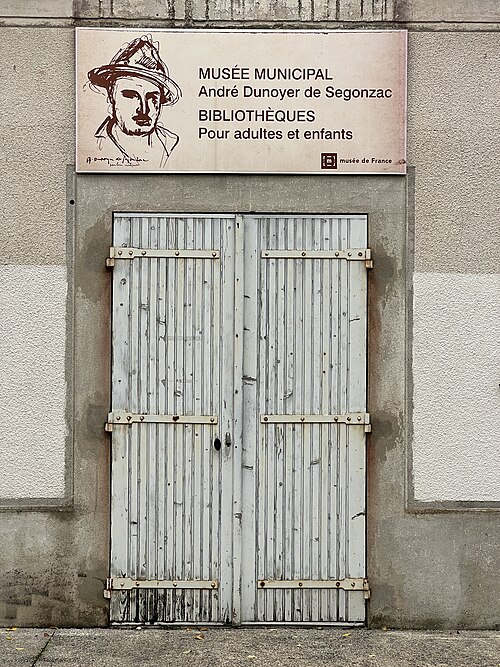 MUSÉE MUNICIPAL
André Dunoyer de Segonzac
BIBLIOTHÈQUES
Pour adultes et enfants
musée de France